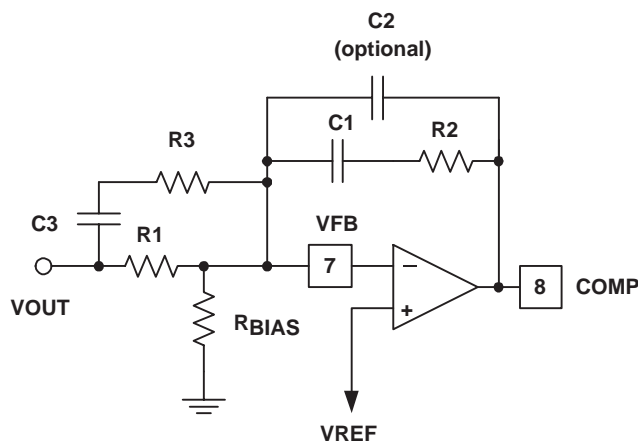 C2
(optional)
C1
R2
R3
C3
R1
VFB
7
−
+
8
COMP
VOUT
RBIAS
VREF